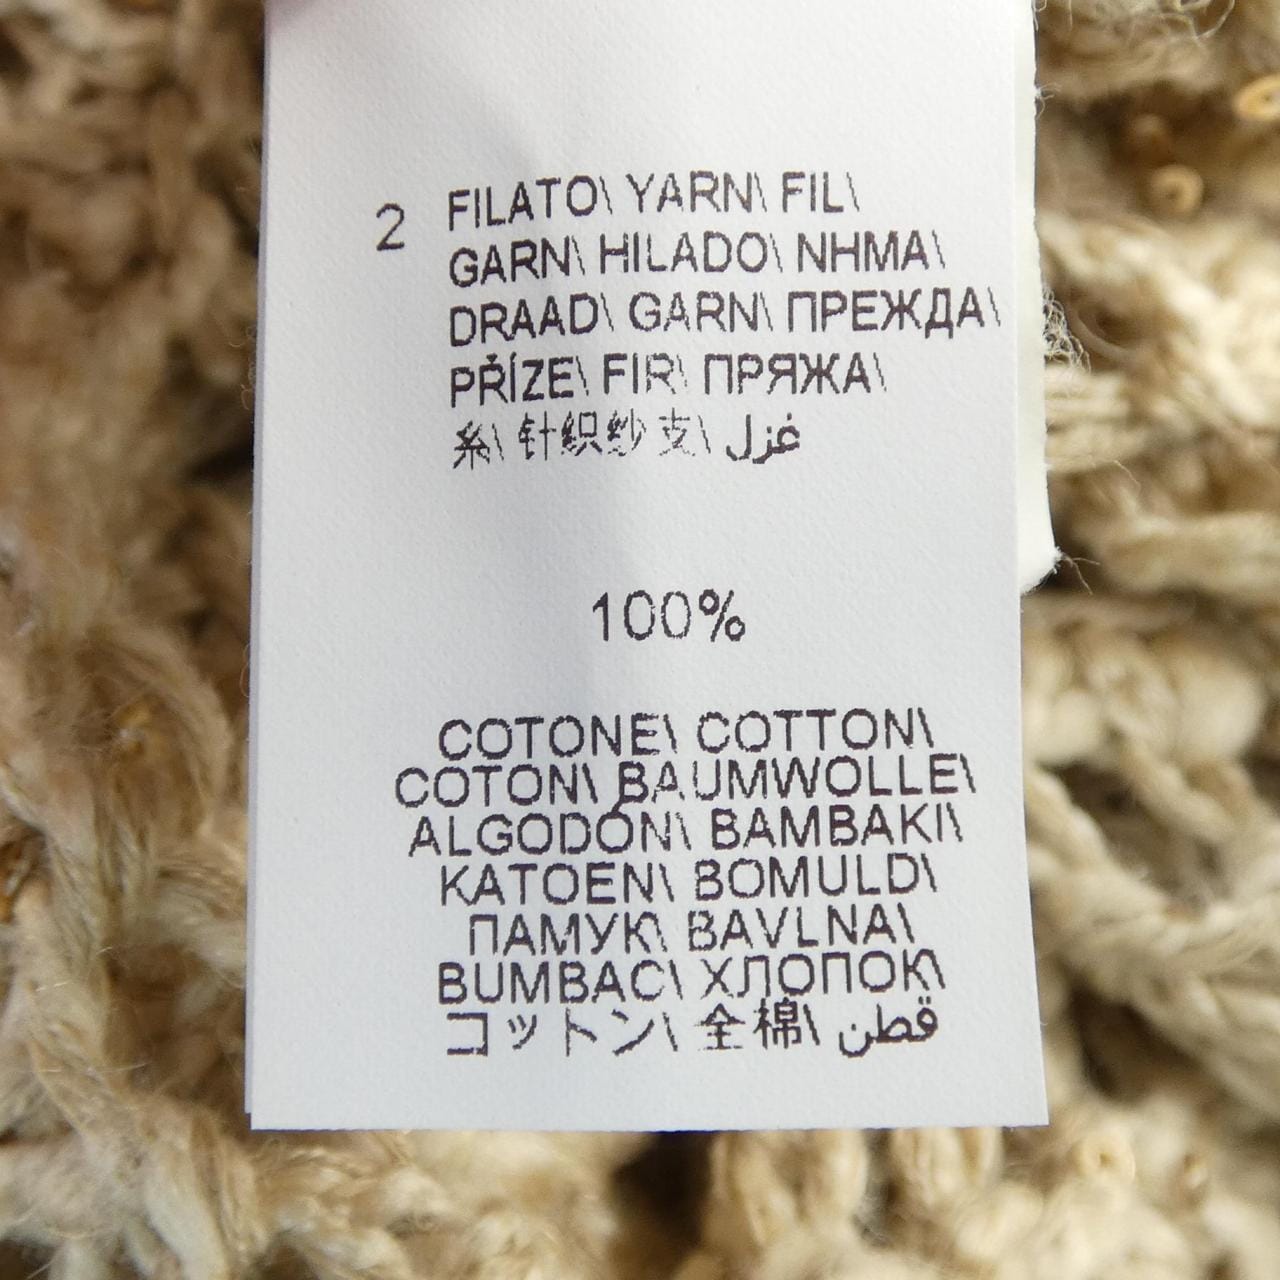 2 FILATO\ YARN\ FIL\
GARN\ HILADO\ NHMA\
DRAAD\ GARN\ ПРЕЖДА\
PŘÍZE\ FIR\ ПРЯЖА\
糸\ 针织纱支\ غزل
100%
COTONE\ COTTON\
COTON\ BAUMWOLLE\
ALGODÓN\ BAMBAKI\
KATOEN\ BOMULD\
ПАМУК\ BAVLNA\
BUMBAC\ ХЛОПОК\
コットン\ 全棉\ قطن